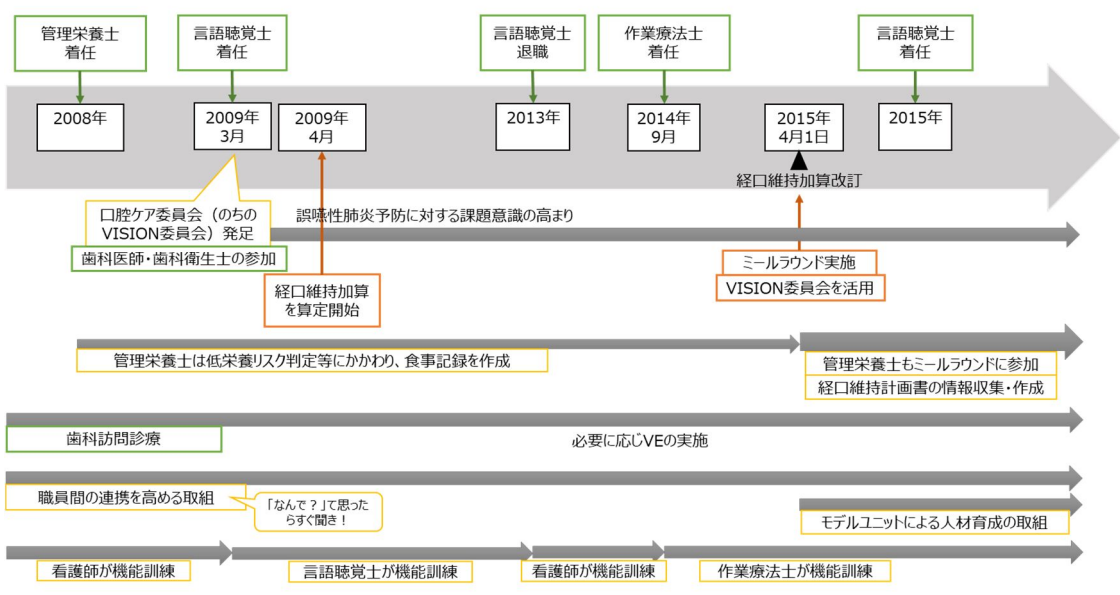 管理栄養士
着任
言語聴覚士
着任
言語聴覚士
退職
作業療法士
着任
言語聴覚士
着任
2008年
2009年
3月
2009年
4月
2013年
2014年
9月
2015年
4月1日
2015年
経口維持加算改訂
口腔ケア委員会（のちの
VISION委員会）発足
歯科医師・歯科衛生士の参加
誤嚥性肺炎予防に対する課題意識の高まり
経口維持加算
を算定開始
ミールラウンド実施
VISION委員会を活用
管理栄養士は低栄養リスク判定等にかかわり、食事記録を作成
管理栄養士もミールラウンドに参加
経口維持計画書の情報収集・作成
歯科訪問診療
必要に応じVEの実施
職員間の連携を高める取組
「なんで？」て思った
らすぐ聞き！
モデルユニットによる人材育成の取組
看護師が機能訓練
言語聴覚士が機能訓練
看護師が機能訓練
作業療法士が機能訓練